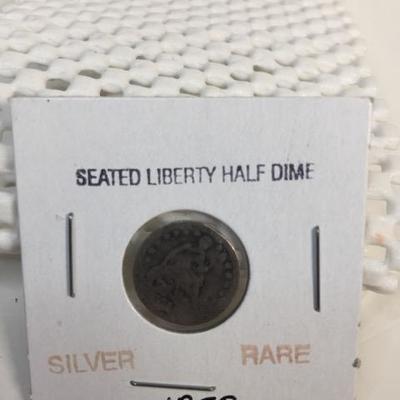 SEATED LIBERTY HALF DIME
SILVER RARE